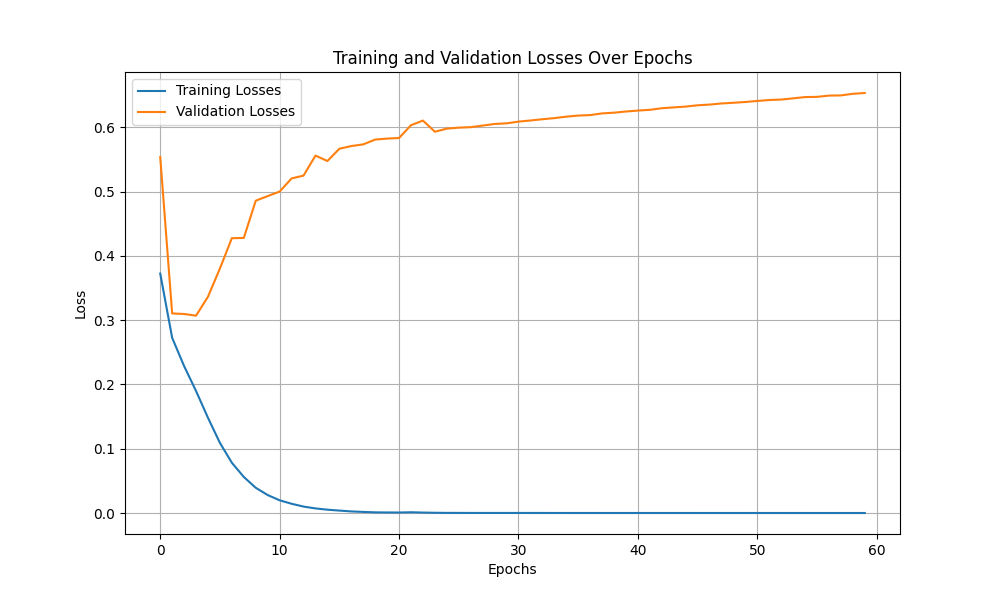 Training and Validation Losses Over Epochs
Training Losses
Validation Losses
0.6
0.5
0.4
0.3
0.2
0.1
0.0
Loss
0 10 20 30 40 50 60
Epochs